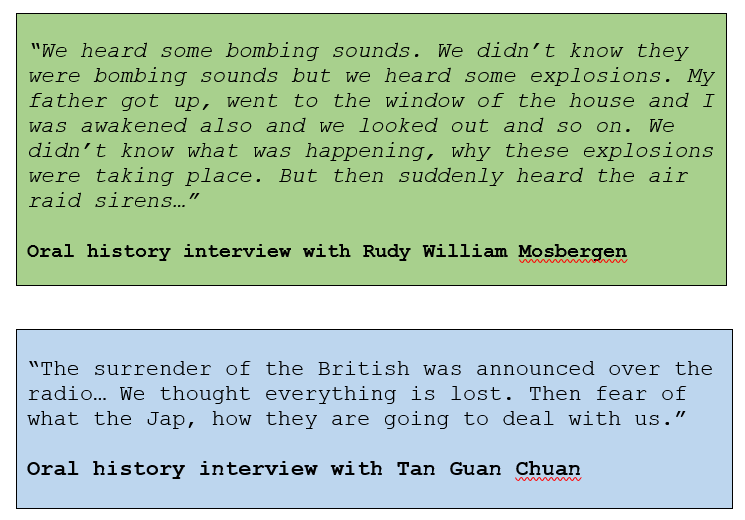 “We heard some bombing sounds. We didn’t know they
were bombing sounds but we heard some explosions. My
father got up, went to the window of the house and I
was awakened also and we looked out and so on. We
didn’t know what was happening, why these explosions
were taking place. But then suddenly heard the air
raid sirens…”
Oral history interview with Rudy William Mosbergen
“The surrender of the British was announced over the
radio… We thought everything is lost. Then fear of
what the Jap, how they are going to deal with us.”
Oral history interview with Tan Guan Chuan